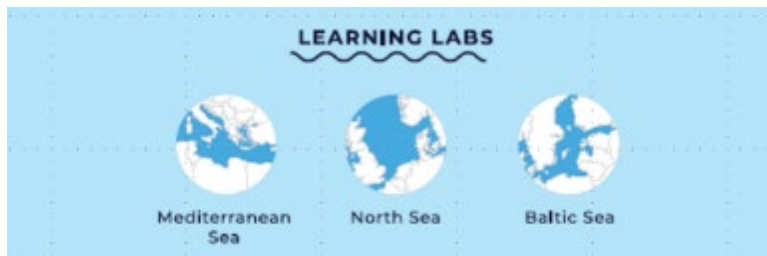 LEARNING LABS
Mediterranean
Sea
North Sea
Baltic Sea